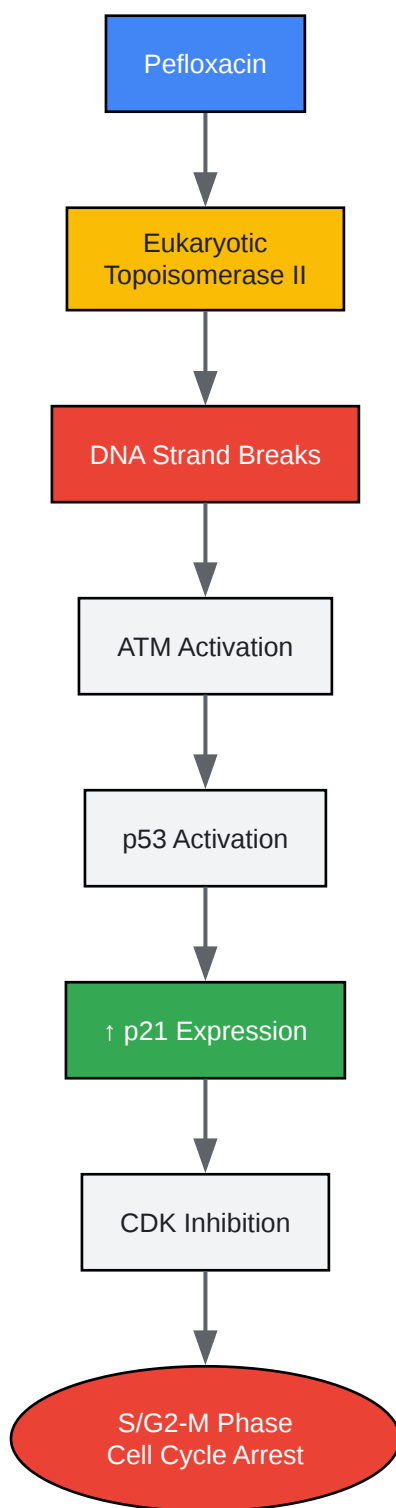 Pefloxacin
Eukaryotic
Topoisomerase II
DNA Strand Breaks
ATM Activation
p53 Activation
↑ p21 Expression
CDK Inhibition
S/G2-M Phase
Cell Cycle Arrest